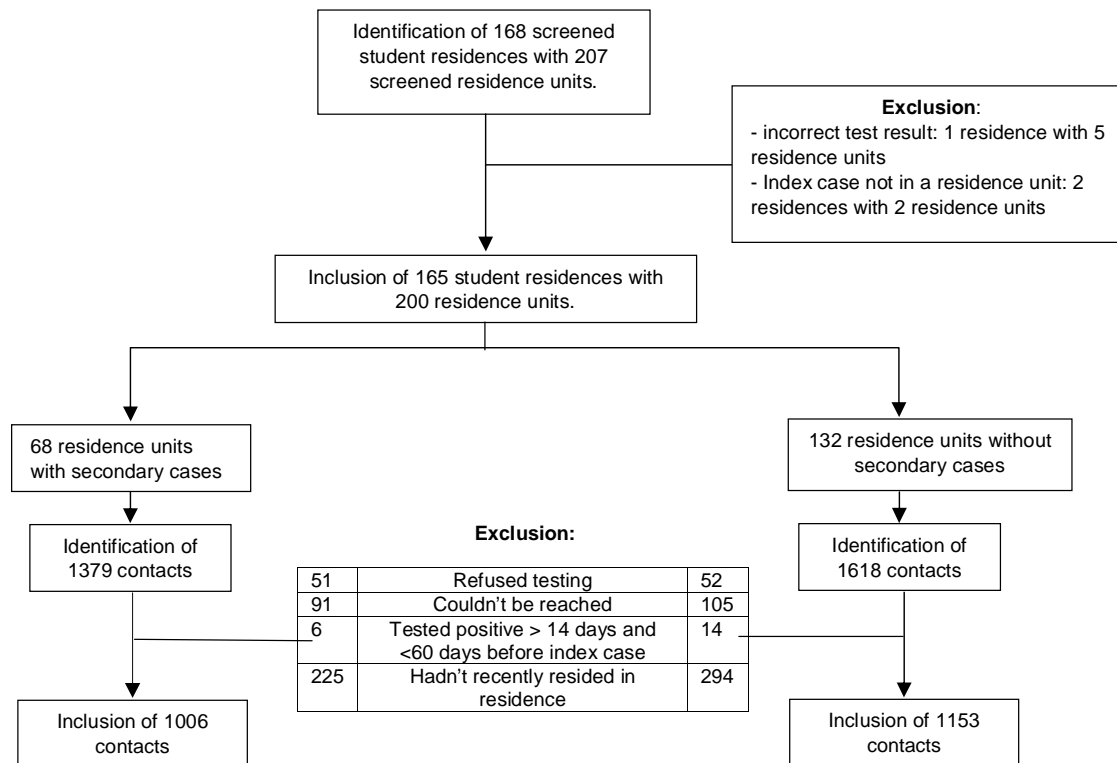 Identification of 168 screened
student residences with 207
screened residence units.
Exclusion:
- incorrect test result: 1 residence with 5
residence units
- Index case not in a residence unit: 2
residences with 2 residence units
Inclusion of 165 student residences with
200 residence units.
68 residence units
with secondary cases
132 residence units without
secondary cases
Identification of
1379 contacts
Exclusion:
Identification of
1618 contacts
51 Refused testing 52
91 Couldn't be reached 105
6 Tested positive > 14 days and 14
<60 days before index case
225 Hadn't recently resided in 294
residence
Inclusion of 1006
contacts
Inclusion of 1153
contacts